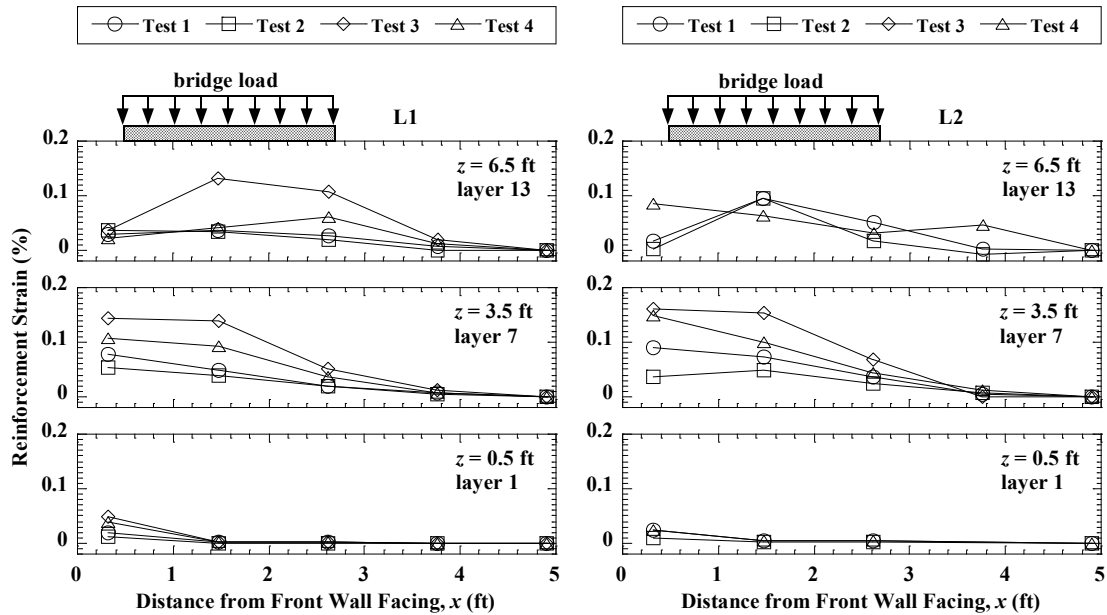 Test 1 Test 2 Test 3 Test 4
bridge load
L1
0.2
z = 6.5 ft
layer 13
0.1
0
0.2
z = 3.5 ft
layer 7
0.1
0
0.2
z = 0.5 ft
layer 1
0.1
0
0 1 2 3 4 5
Reinforcement Strain (%)
Distance from Front Wall Facing, x (ft)
Test 1 Test 2 Test 3 Test 4
bridge load
L2
0.2
z = 6.5 ft
layer 13
0.1
0
0.2
z = 3.5 ft
layer 7
0.1
0
0.2
z = 0.5 ft
layer 1
0.1
0
0 1 2 3 4 5
Distance from Front Wall Facing, x (ft)